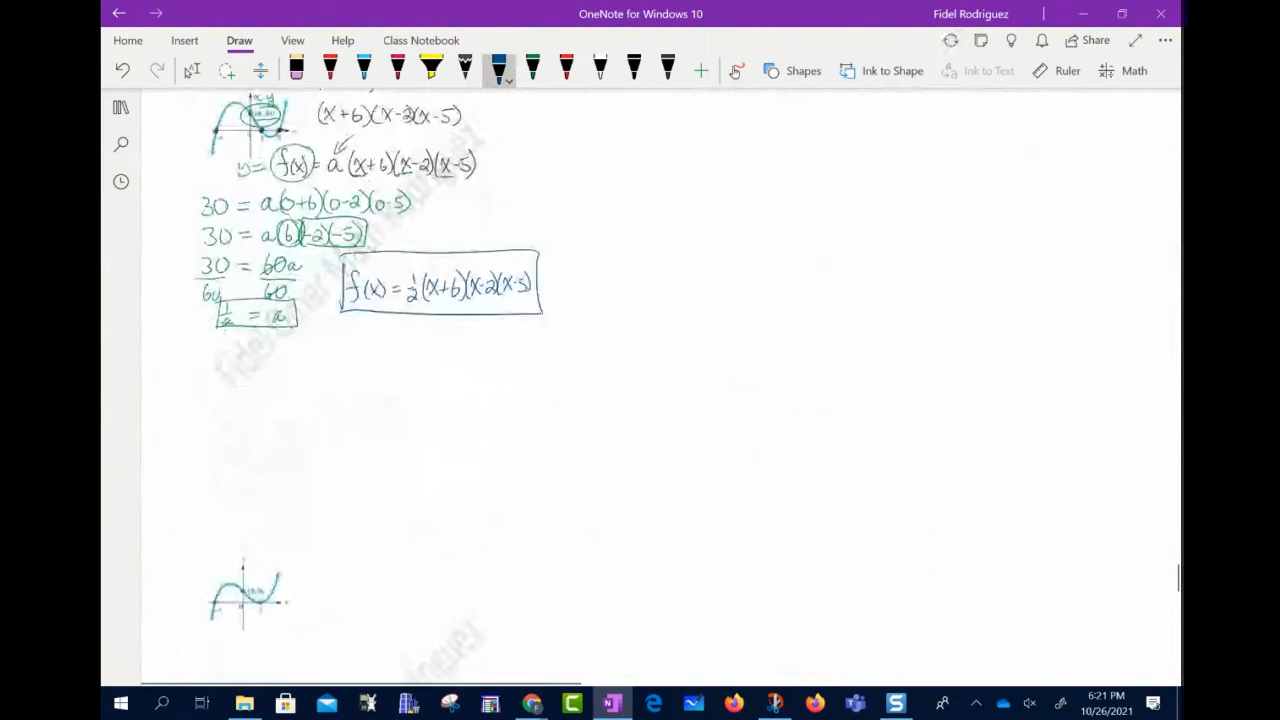 OneNote for Windows 10
Fidel Rodriguez
Home Insert Draw View Help Class Notebook
Share
Shapes Ink to Shape Ink to Text Ruler Math
x y
(x+6)(x-2)(x-5)
y= f(x) = a(x+6)(x-2)(x-5)
30 = a(0+6)(0-2)(0-5)
30 = a(6)(-2)(-5)
30 = 60a
60 60
1/2 = a
f(x) = 1/2(x+6)(x-2)(x-5)
6:21 PM
10/26/2021